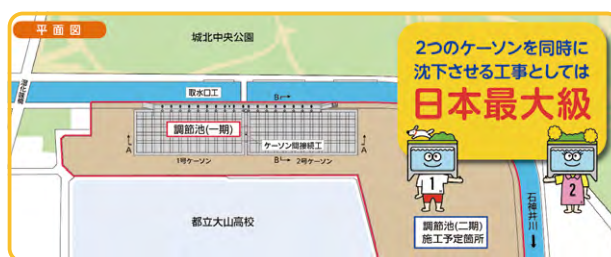 平面図
城北中央公園
2つのケーソンを同時に
沈下させる工事としては
日本最大級
取水口工
B
調節池(一期)
ケーソン間接続工
A
A
1号ケーソン
B
2号ケーソン
都立大山高校
1
2
調節池(二期)
施工予定箇所
石神井川